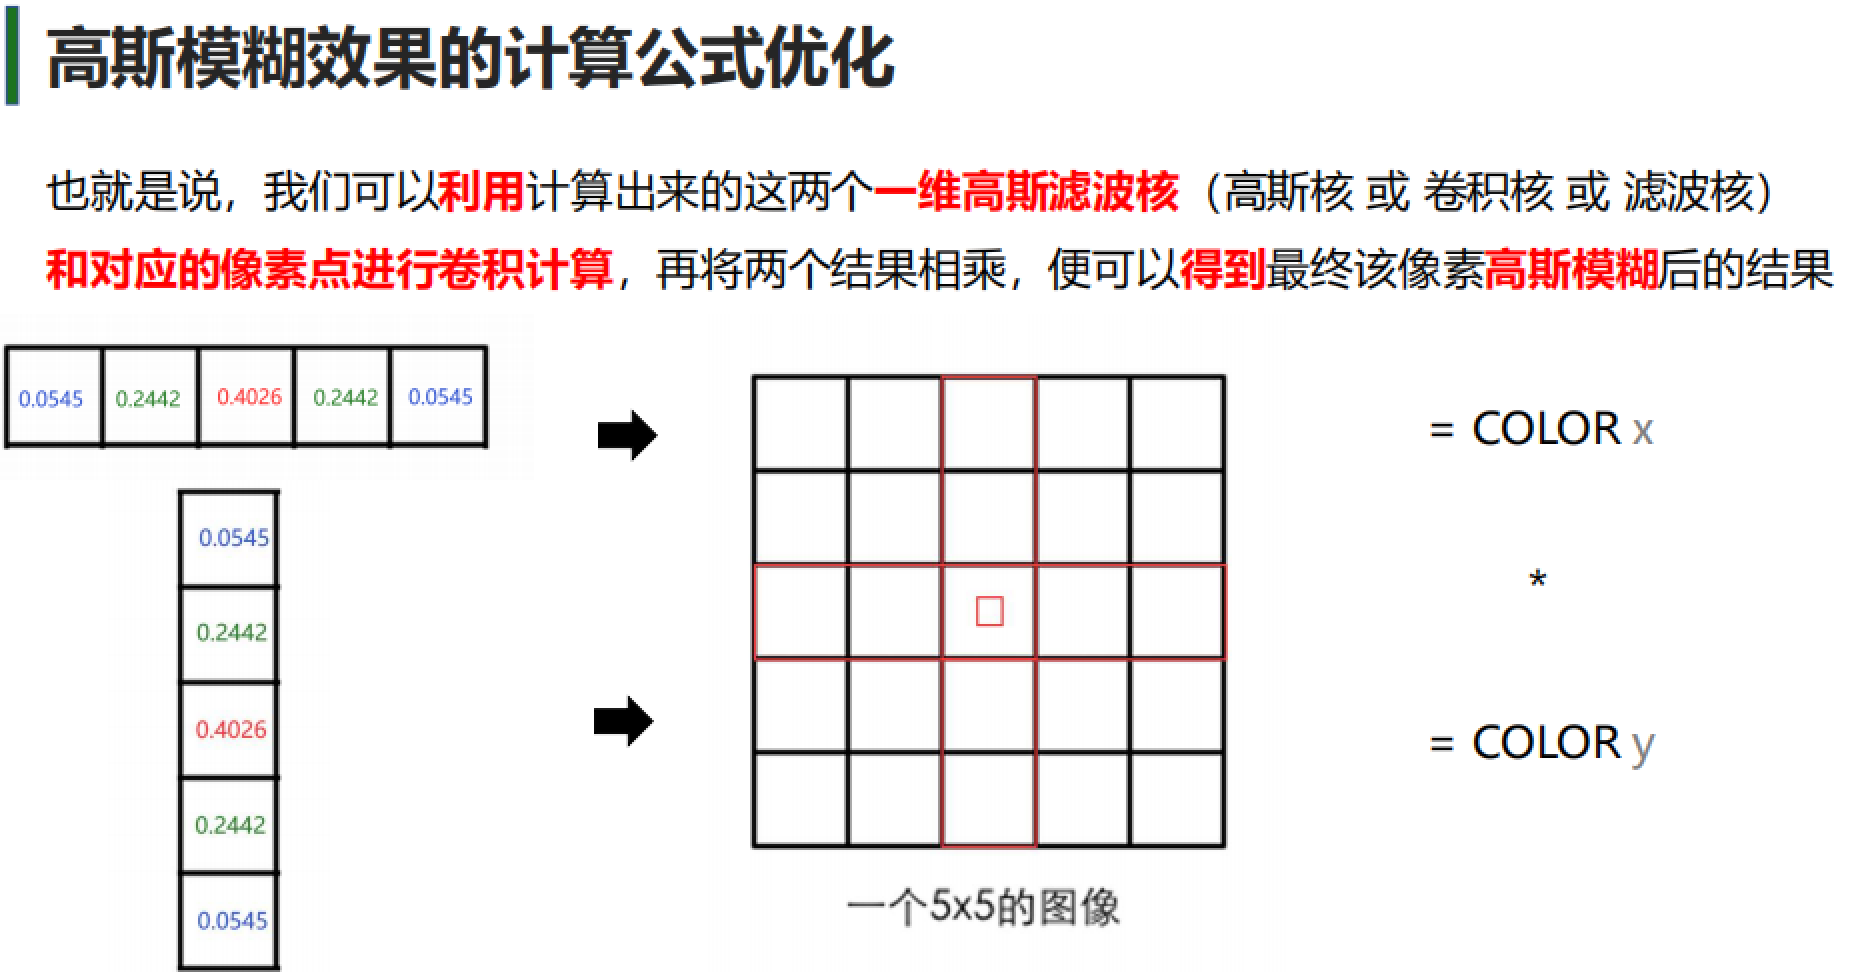 高斯模糊效果的计算公式优化
也就是说，我们可以利用计算出来的这两个一维高斯滤波核（高斯核 或 卷积核 或 滤波核）
和对应的像素点进行卷积计算，再将两个结果相乘，便可以得到最终该像素高斯模糊后的结果
0.0545 0.2442 0.4026 0.2442 0.0545
= COLOR x
0.0545
0.2442
0.4026
0.2442
0.0545
*
= COLOR y
一个5x5的图像